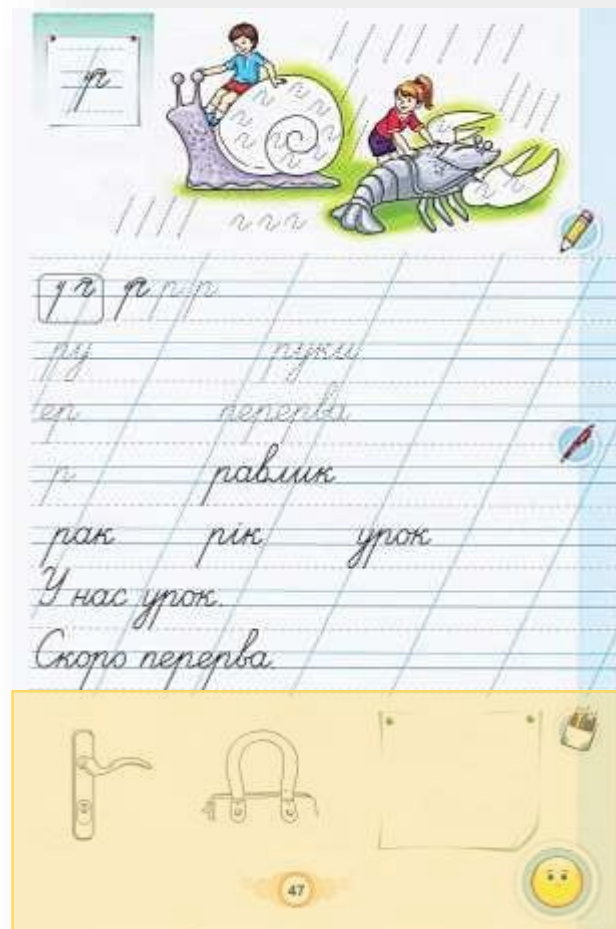 р
г г г
р р р р
ру руки
ер перерва
р равлик
рак рік урок
У нас урок.
Скоро перерва.
47